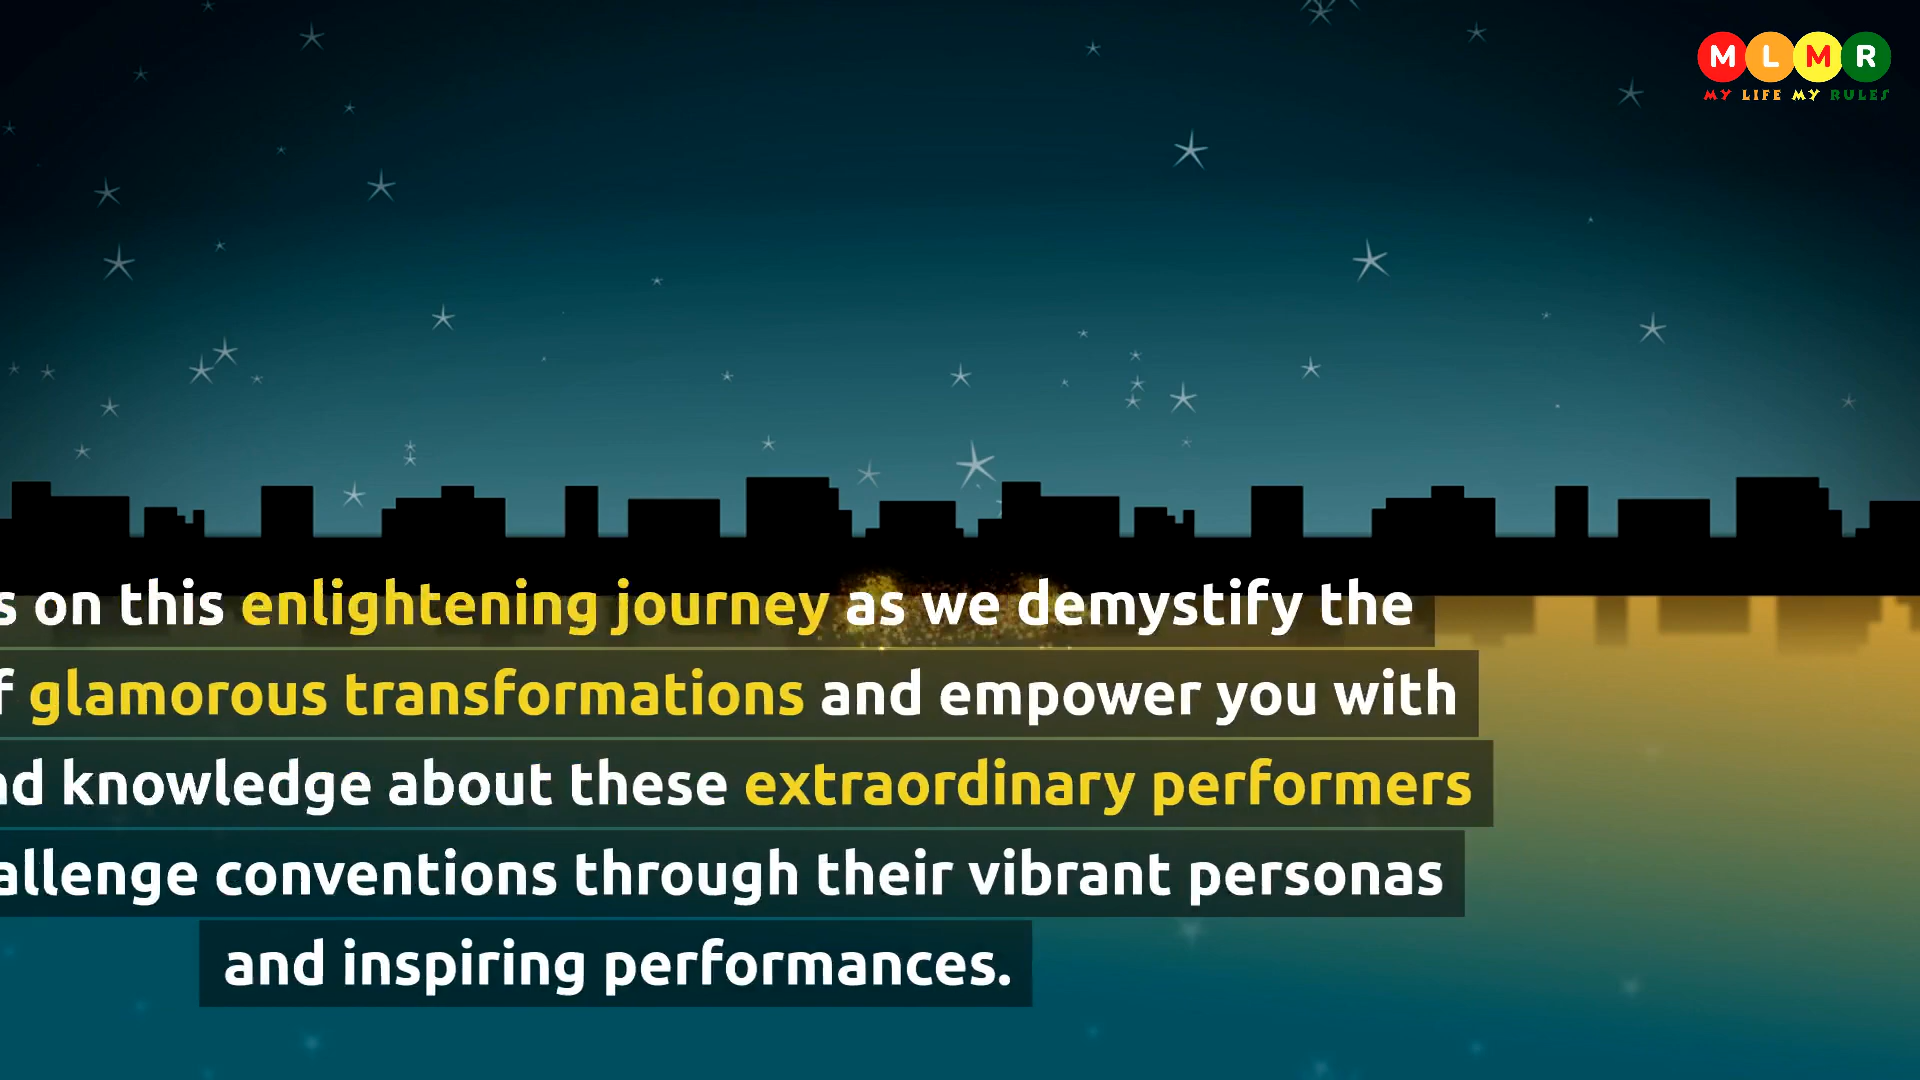 M L M R
MY LIFE MY RULES
s on this enlightening journey as we demystify the
f glamorous transformations and empower you with
nd knowledge about these extraordinary performers
allenge conventions through their vibrant personas
and inspiring performances.